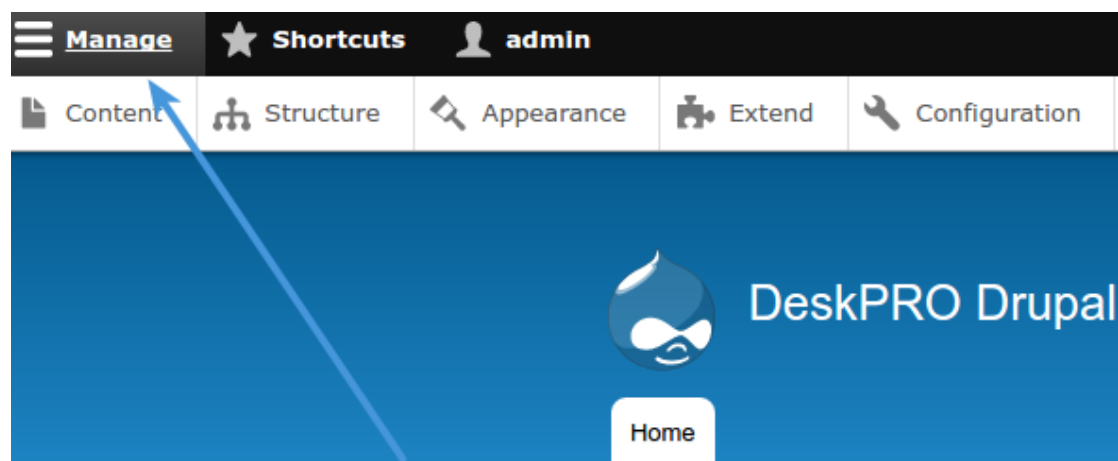 Manage Shortcuts admin
Content Structure Appearance Extend Configuration
DeskPRO Drupal
Home